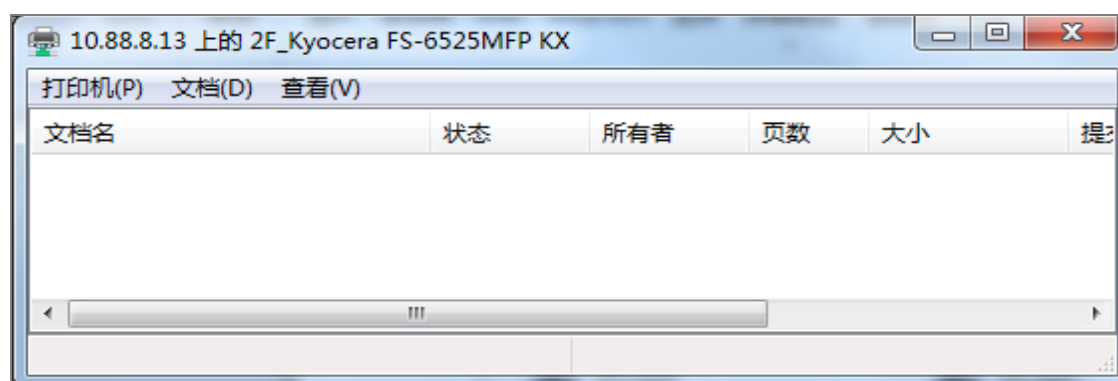 10.88.8.13 上的 2F_Kyocera FS-6525MFP KX
打印机(P) 文档(D) 查看(V)
文档名 状态 所有者 页数 大小 提